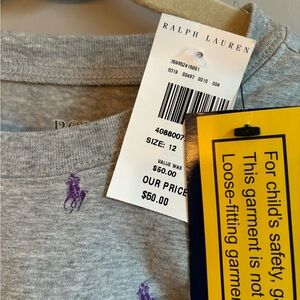 RALPH LAUREN
4088007
SIZE: 12
VALUE WAS
$50.00
OUR PRICE
$50.00
For child's safety, g
This garment is not
Loose-fitting garme